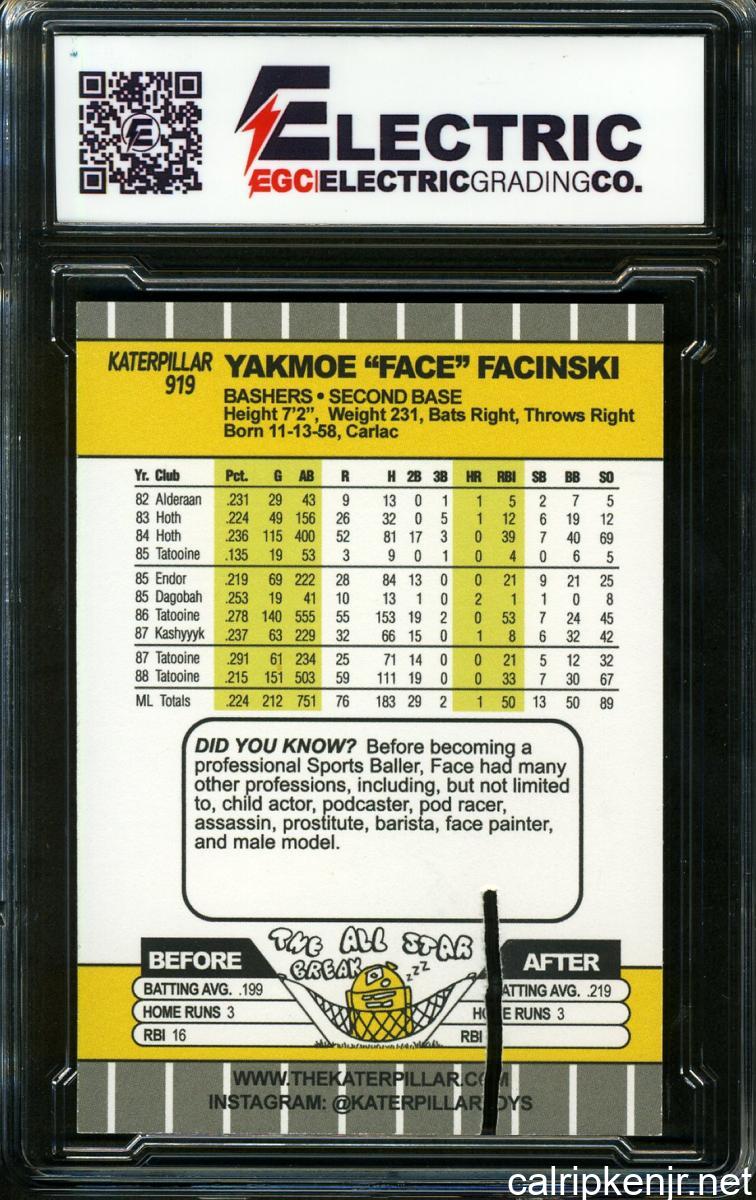 ELECTRIC
EGC|ELECTRICGRADINGCO.
KATERPILLAR
919
YAKMOE “FACE” FACINSKI
BASHERS • SECOND BASE
Height 7'2", Weight 231, Bats Right, Throws Right
Born 11-13-58, Carlac
Yr. Club Pct. G AB R H 2B 3B HR RBI SB BB SO
82 Alderaan .231 29 43 9 13 0 1 1 5 2 7 5
83 Hoth .224 49 156 26 32 0 5 1 12 6 19 12
84 Hoth .236 115 400 52 81 17 3 0 39 7 40 69
85 Tatooine .135 19 53 3 9 0 1 0 4 0 6 5
85 Endor .219 69 222 28 84 13 0 0 21 9 21 25
85 Dagobah .253 19 41 10 13 1 0 2 1 1 0 8
86 Tatooine .278 140 555 55 153 19 2 0 53 7 24 45
87 Kashyyyk .237 63 229 32 66 15 0 1 8 6 32 42
87 Tatooine .291 61 234 25 71 14 0 0 21 5 12 32
88 Tatooine .215 151 503 59 111 19 0 0 33 7 30 67
ML Totals .224 212 751 76 183 29 2 1 50 13 50 89
DID YOU KNOW? Before becoming a
professional Sports Baller, Face had many
other professions, including, but not limited
to, child actor, podcaster, pod racer,
assassin, prostitute, barista, face painter,
and male model.
THE ALL STAR
BREAK
zzz
BEFORE
BATTING AVG. .199
HOME RUNS 3
RBI 16
AFTER
ATTING AVG. .219
H E RUNS 3
RBI
WWW.THEKATERPILLAR.C M
INSTAGRAM: @KATERPILLAR OYS
calripkenjr.net